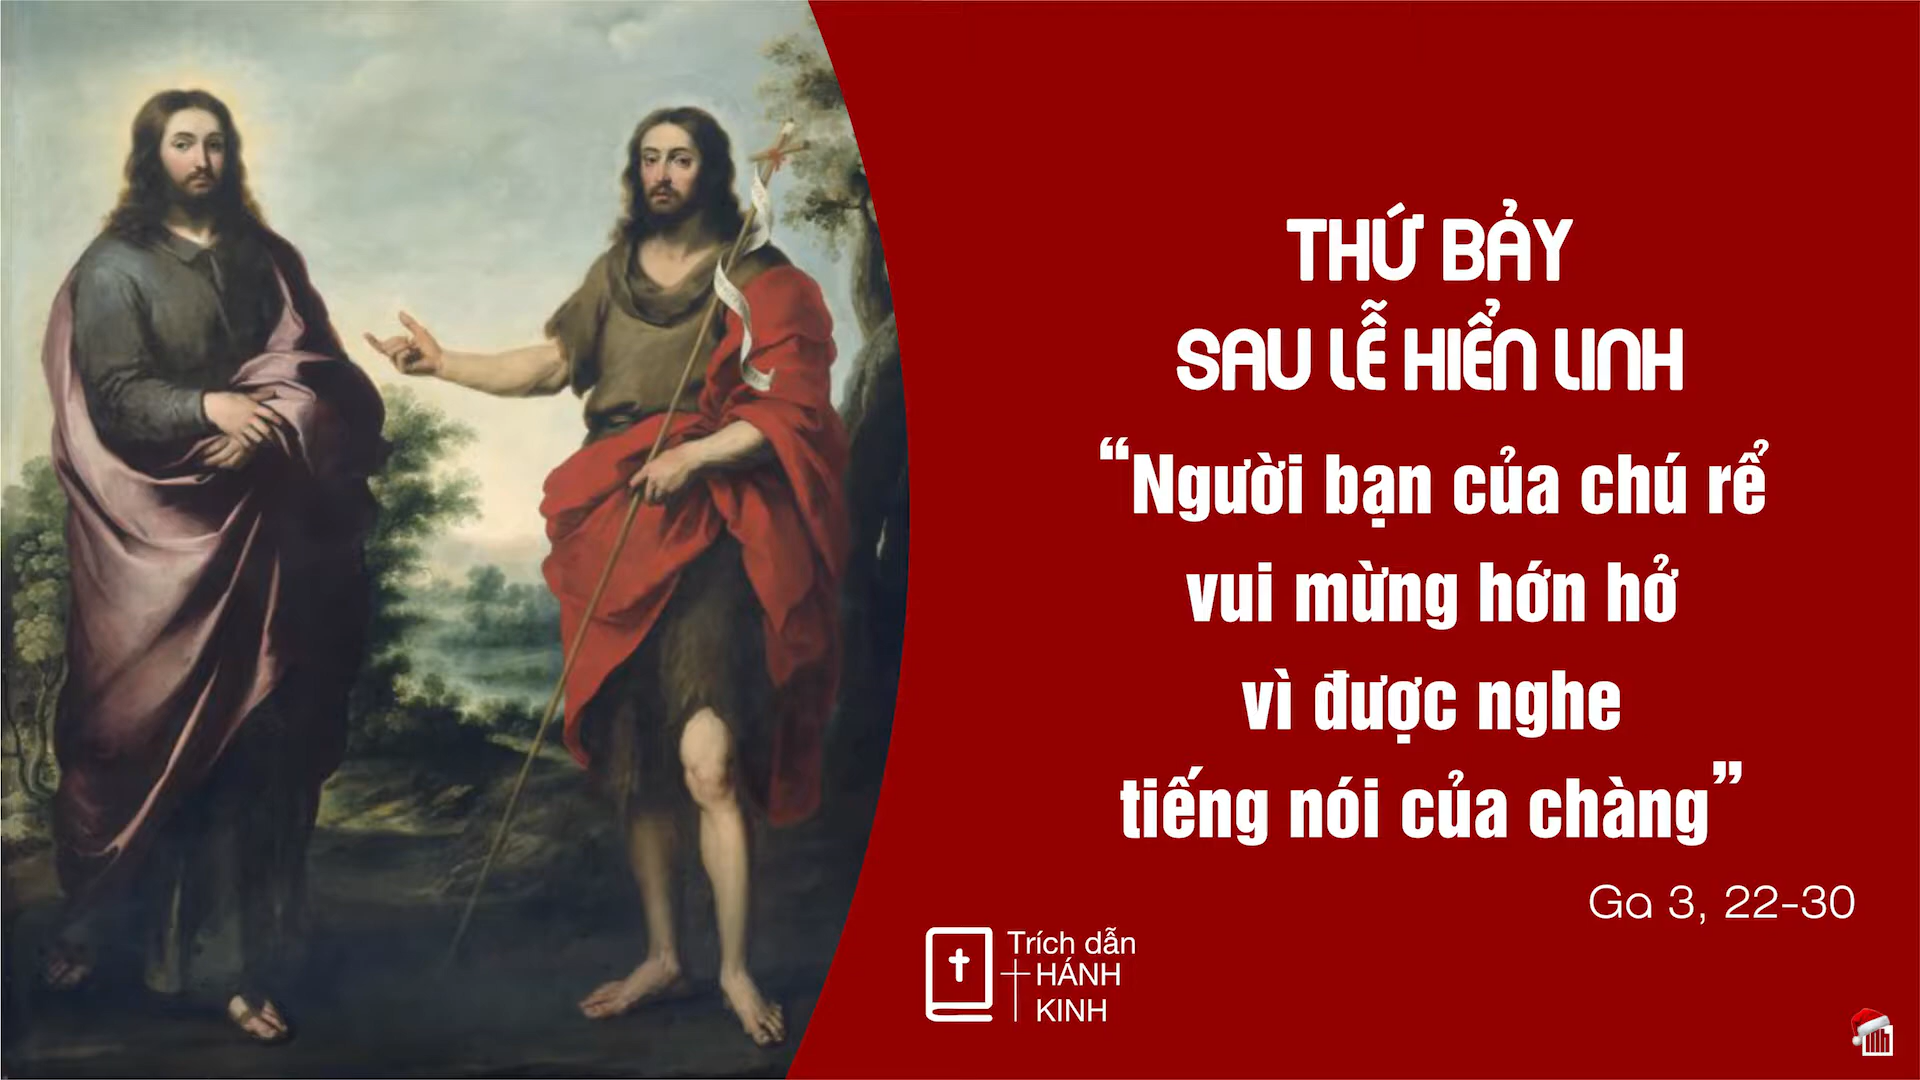 THỨ BẢY
SAU LỄ HIỂN LINH
“Người bạn của chú rể
vui mừng hớn hở
vì được nghe
tiếng nói của chàng”
Ga 3, 22-30
Trích dẫn
HÁNH
KINH